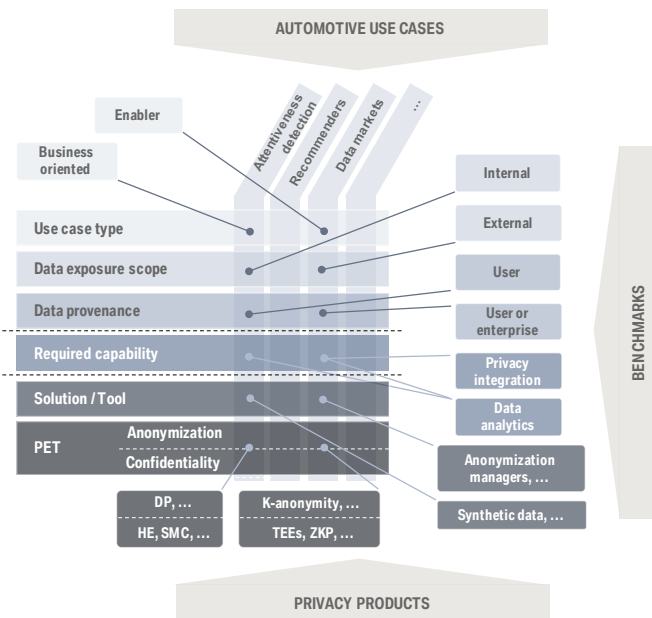 AUTOMOTIVE USE CASES
Attentiveness
detection
Recommenders
Data markets
...
Enabler
Business
oriented
Internal
External
User
User or
enterprise
Privacy
integration
Data
analytics
Anonymization
managers, ...
Synthetic data, ...
Use case type
Data exposure scope
Data provenance
Required capability
Solution / Tool
PET
Anonymization
Confidentiality
DP, ...
HE, SMC, ...
K-anonymity, ...
TEEs, ZKP, ...
BENCHMARKS
PRIVACY PRODUCTS